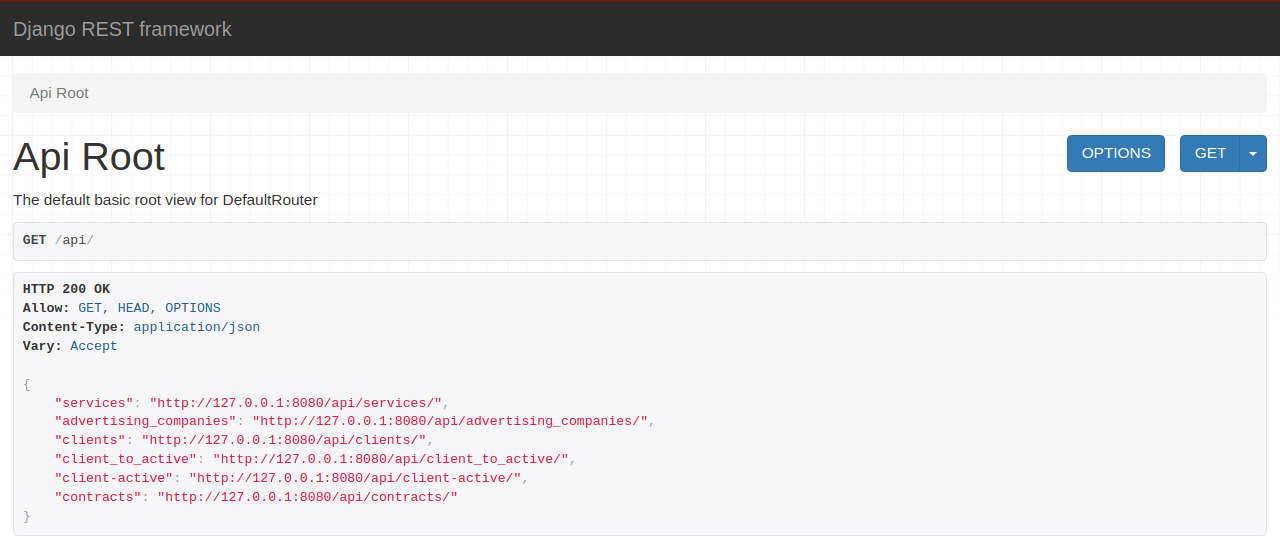 Django REST framework
Api Root
Api Root
OPTIONS
GET
The default basic root view for DefaultRouter
GET /api/
HTTP 200 OK
Allow: GET, HEAD, OPTIONS
Content-Type: application/json
Vary: Accept
{
    "services": "http://127.0.0.1:8080/api/services/",
    "advertising_companies": "http://127.0.0.1:8080/api/advertising_companies/",
    "clients": "http://127.0.0.1:8080/api/clients/",
    "client_to_active": "http://127.0.0.1:8080/api/client_to_active/",
    "client-active": "http://127.0.0.1:8080/api/client-active/",
    "contracts": "http://127.0.0.1:8080/api/contracts/"
}